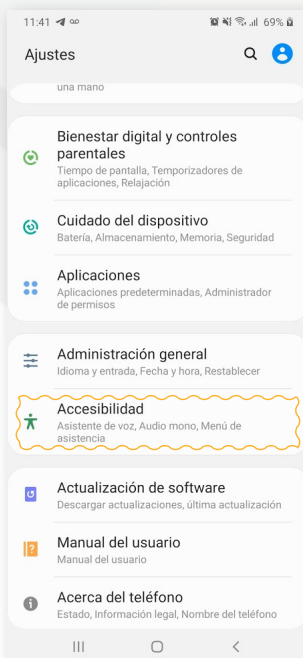 11:41
69%
Ajustes
una mano
Bienestar digital y controles
parentales
Tiempo de pantalla, Temporizadores de
aplicaciones, Relajación
Cuidado del dispositivo
Batería, Almacenamiento, Memoria, Seguridad
Aplicaciones
Aplicaciones predeterminadas, Administrador
de permisos
Administración general
Idioma y entrada, Fecha y hora, Restablecer
Accesibilidad
Asistente de voz, Audio mono, Menú de
asistencia
Actualización de software
Descargar actualizaciones, última actualización
Manual del usuario
Manual del usuario
Acerca del teléfono
Estado, Información legal, Nombre del teléfono